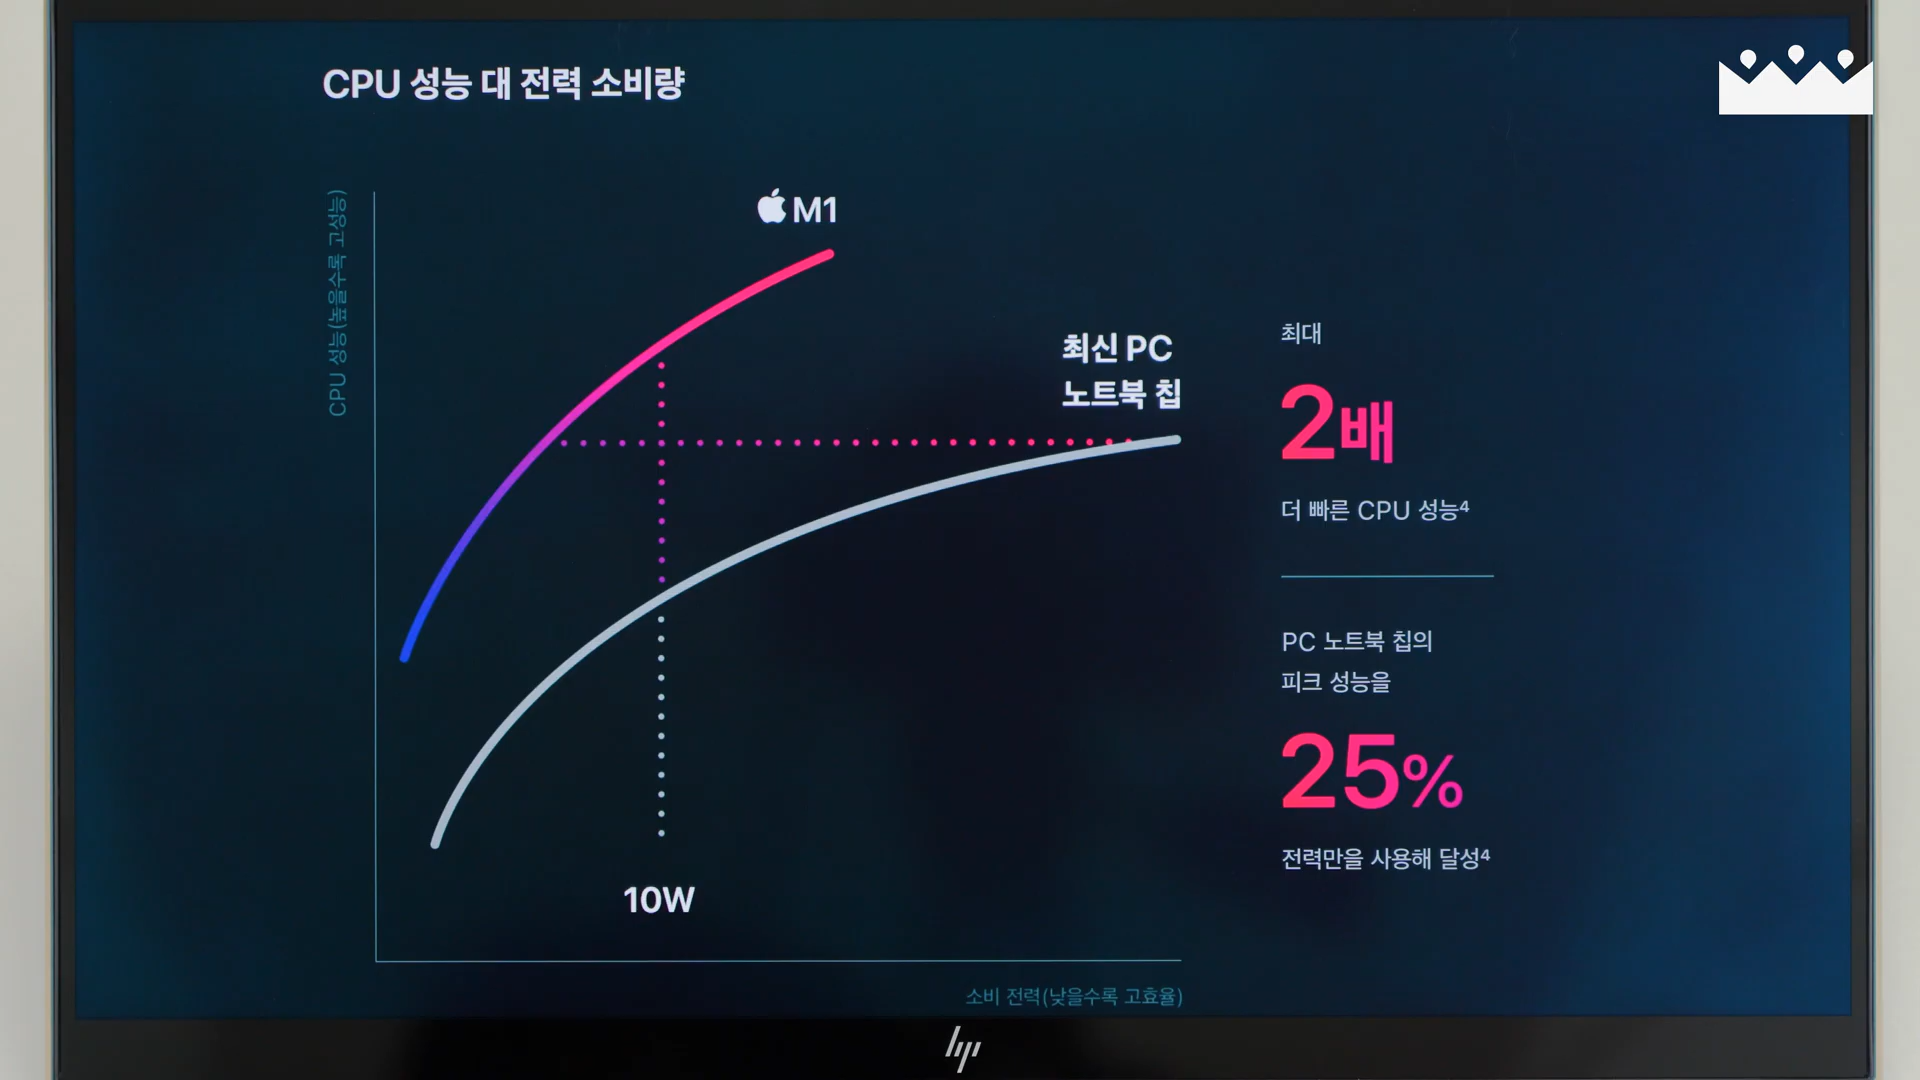 CPU 성능 대 전력 소비량
CPU 성능(높을수록 고성능)
M1
최신 PC
노트북 칩
10W
소비 전력(낮을수록 고효율)
최대
2배
더 빠른 CPU 성능⁴
PC 노트북 칩의
피크 성능을
25%
전력만을 사용해 달성⁴
hp